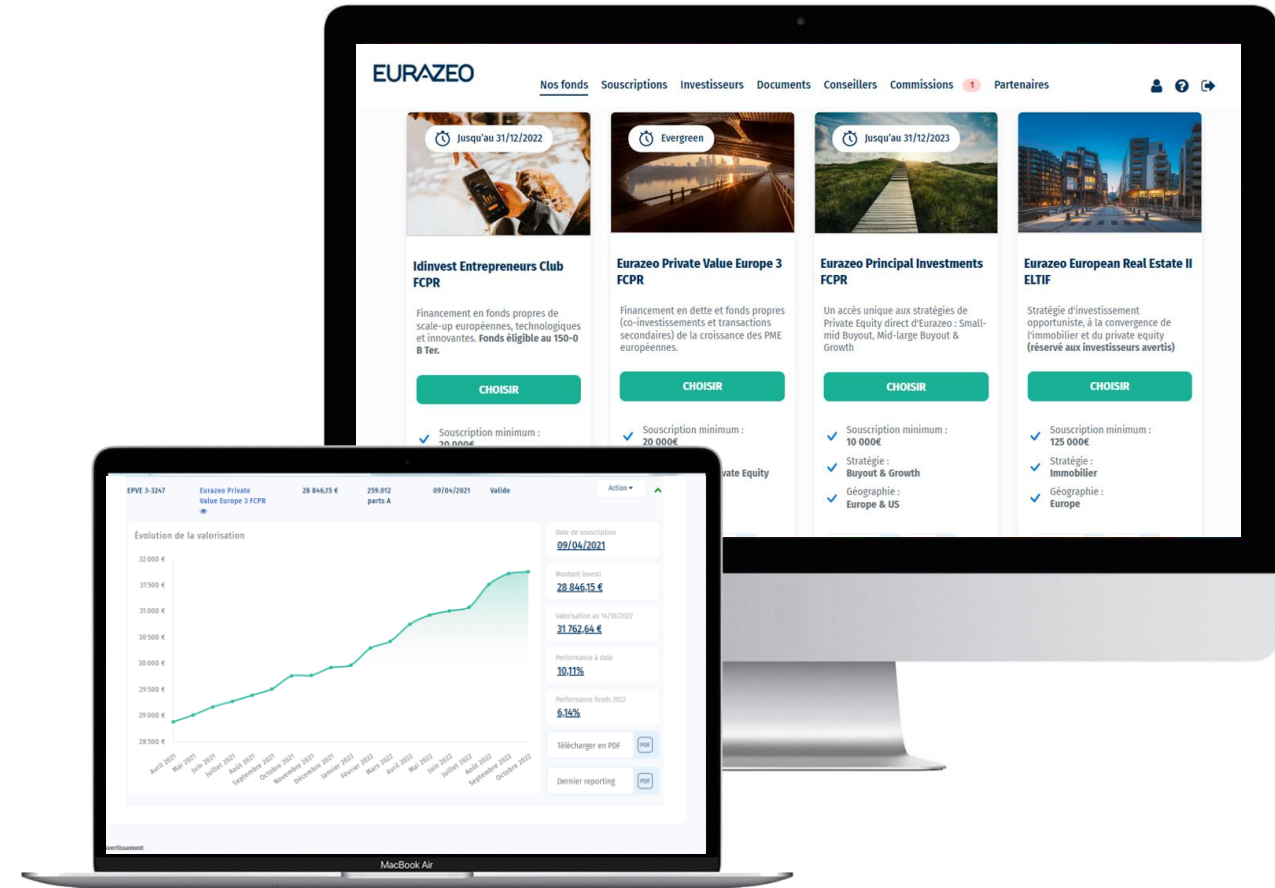 EURAZEO
Nos fonds Souscriptions Investisseurs Documents Conseillers Commissions 1 Partenaires
Jusqu'au 31/12/2022
Evergreen
Jusqu'au 31/12/2023
Idinvest Entrepreneurs Club
FCPR
Financement en fonds propres de
scale-up européennes, technologiques
et innovantes. Fonds éligible au 150-0
B Ter.
CHOISIR
Souscription minimum :
20 000€
Eurazeo Private Value Europe 3
FCPR
Financement en dette et fonds propres
(co-investissements et transactions
secondaires) de la croissance des PME
européennes.
CHOISIR
Souscription minimum :
20 000€
vate Equity
Eurazeo Principal Investments
FCPR
Un accès unique aux stratégies de
Private Equity direct d'Eurazeo : Small-
mid Buyout, Mid-large Buyout &
Growth
CHOISIR
Souscription minimum :
10 000€
Stratégie :
Buyout & Growth
Géographie :
Europe & US
Eurazeo European Real Estate II
ELTIF
Stratégie d'investissement
opportuniste, à la convergence de
l'immobilier et du private equity
(réservé aux investisseurs avertis)
CHOISIR
Souscription minimum :
125 000€
Stratégie :
Immobilier
Géographie :
Europe
EPVE 3-3247 Eurazeo Private 28 846,15 € 259.012 09/04/2021 Valide Action
Value Europe 3 FCPR parts A
Évolution de la valorisation
32 000 €
31 500 €
31 000 €
30 500 €
30 000 €
29 500 €
29 000 €
28 500 €
Avril 2021
Mai 2021
Juin 2021
Juillet 2021
Août 2021
Septembre 2021
Octobre 2021
Novembre 2021
Décembre 2021
Janvier 2022
Février 2022
Mars 2022
Avril 2022
Mai 2022
Juin 2022
Juillet 2022
Août 2022
Septembre 2022
Octobre 2022
Date de souscription
09/04/2021
Montant investi
28 846,15 €
Valorisation au 14/10/2022
31 762,64 €
Performance à date
10,11%
Performance fonds 2022
6,14%
Télécharger en PDF PDF
Dernier reporting PDF
vertissement
MacBook Air